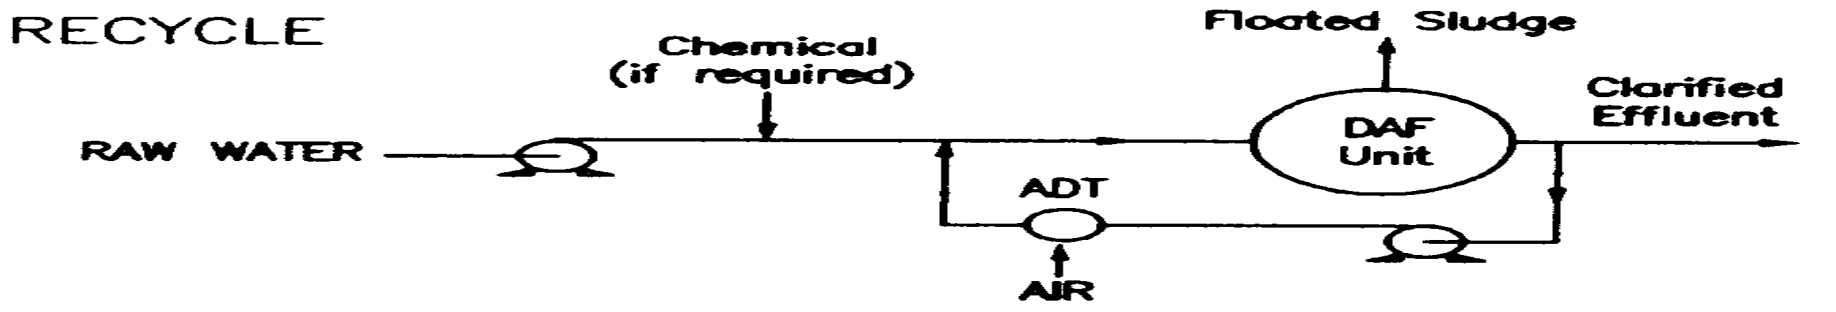 RECYCLE
Chemical
(if required)
Floated Sludge
Clarified
Effluent
RAW WATER
DAF
Unit
ADT
AIR